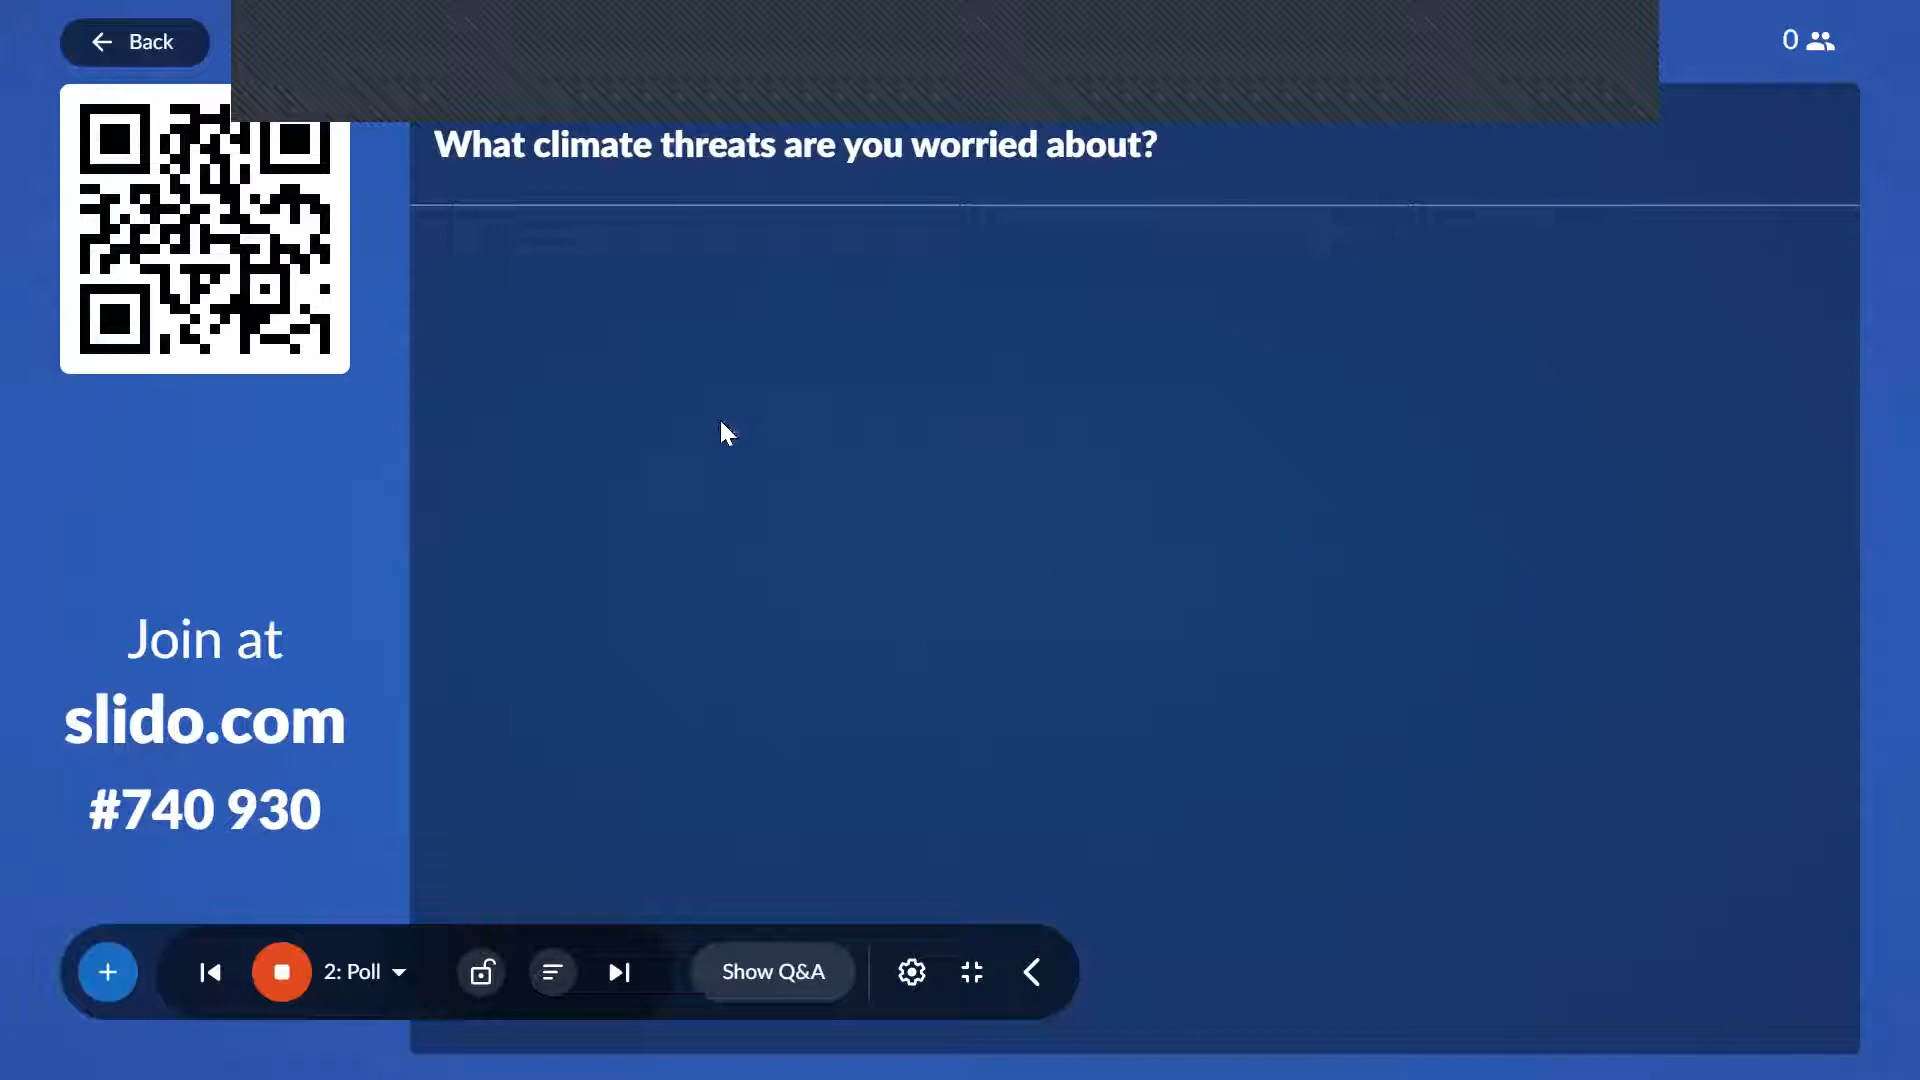 Back
0
What climate threats are you worried about?
Join at
slido.com
#740 930
2: Poll
Show Q&A